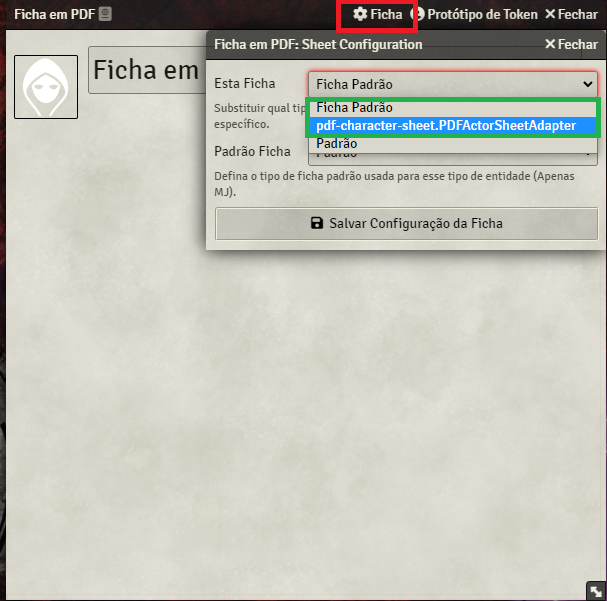 Ficha em PDF
Ficha
Protótipo de Token
Fechar
Ficha em
Ficha em PDF: Sheet Configuration
Fechar
Esta Ficha
Ficha Padrão
Ficha Padrão
pdf-character-sheet.PDFActorSheetAdapter
Padrão
Substituir qual tip
específico.
Padrão Ficha
Padrão
Defina o tipo de ficha padrão usada para esse tipo de entidade (Apenas
MJ).
Salvar Configuração da Ficha